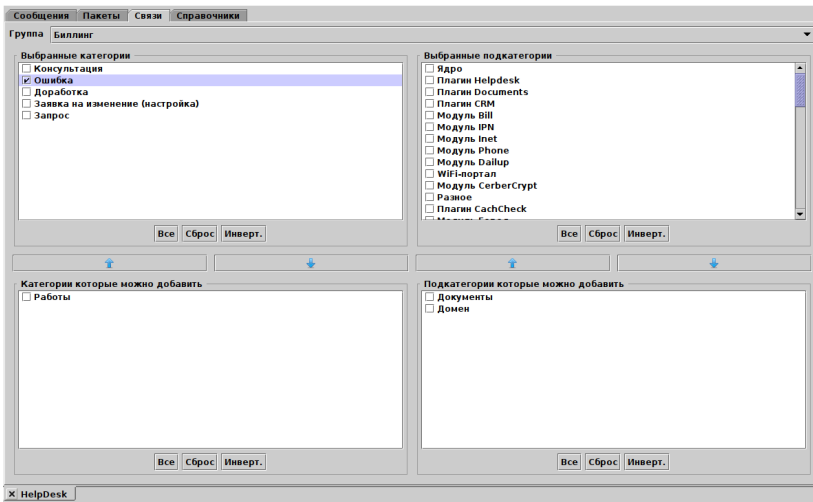 Сообщения Пакеты Связи Справочники
Группа Биллинг
Выбранные категории
Консультация
Ошибка
Доработка
Заявка на изменение (настройка)
Запрос
Все Сброс Инверт.
Выбранные подкатегории
Ядро
Плагин Helpdesk
Плагин Documents
Плагин CRM
Модуль Bill
Модуль IPN
Модуль Inet
Модуль Phone
Модуль Dailup
WiFi-портал
Модуль CerberCrypt
Разное
Плагин CachCheck
Все Сброс Инверт.
Категории которые можно добавить
Работы
Все Сброс Инверт.
Подкатегории которые можно добавить
Документы
Домен
Все Сброс Инверт.
HelpDesk